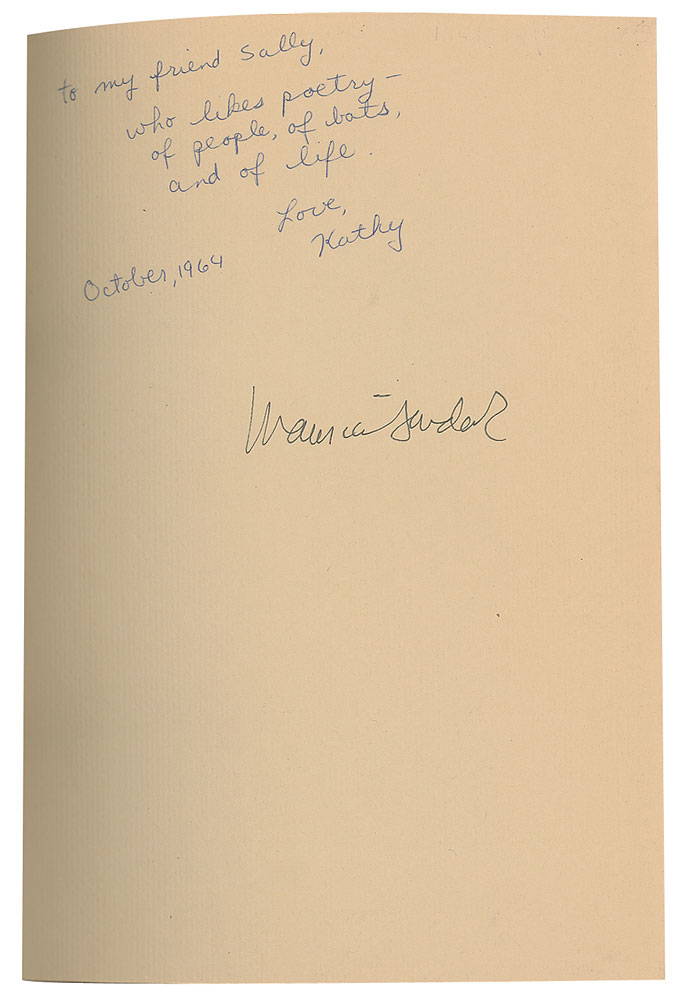 to my friend Sally,
who likes poetry—
of people, of bats,
and of life.
Love,
Kathy
October, 1964
Maurice Sendak